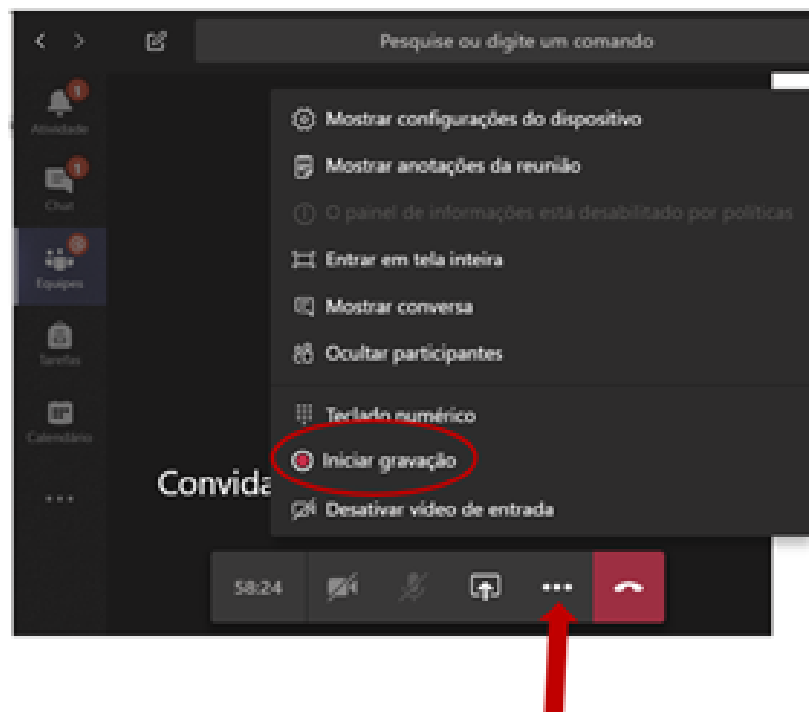 Pesquise ou digite um comando
Atividade
1
Chat
1
Equipes
Tarefas
Calendário
Mostrar configurações do dispositivo
Mostrar anotações da reunião
O painel de informações está desabilitado por políticas
Entrar em tela inteira
Mostrar conversa
Ocultar participantes
Teclado numérico
Iniciar gravação
Desativar vídeo de entrada
Convida
58:24